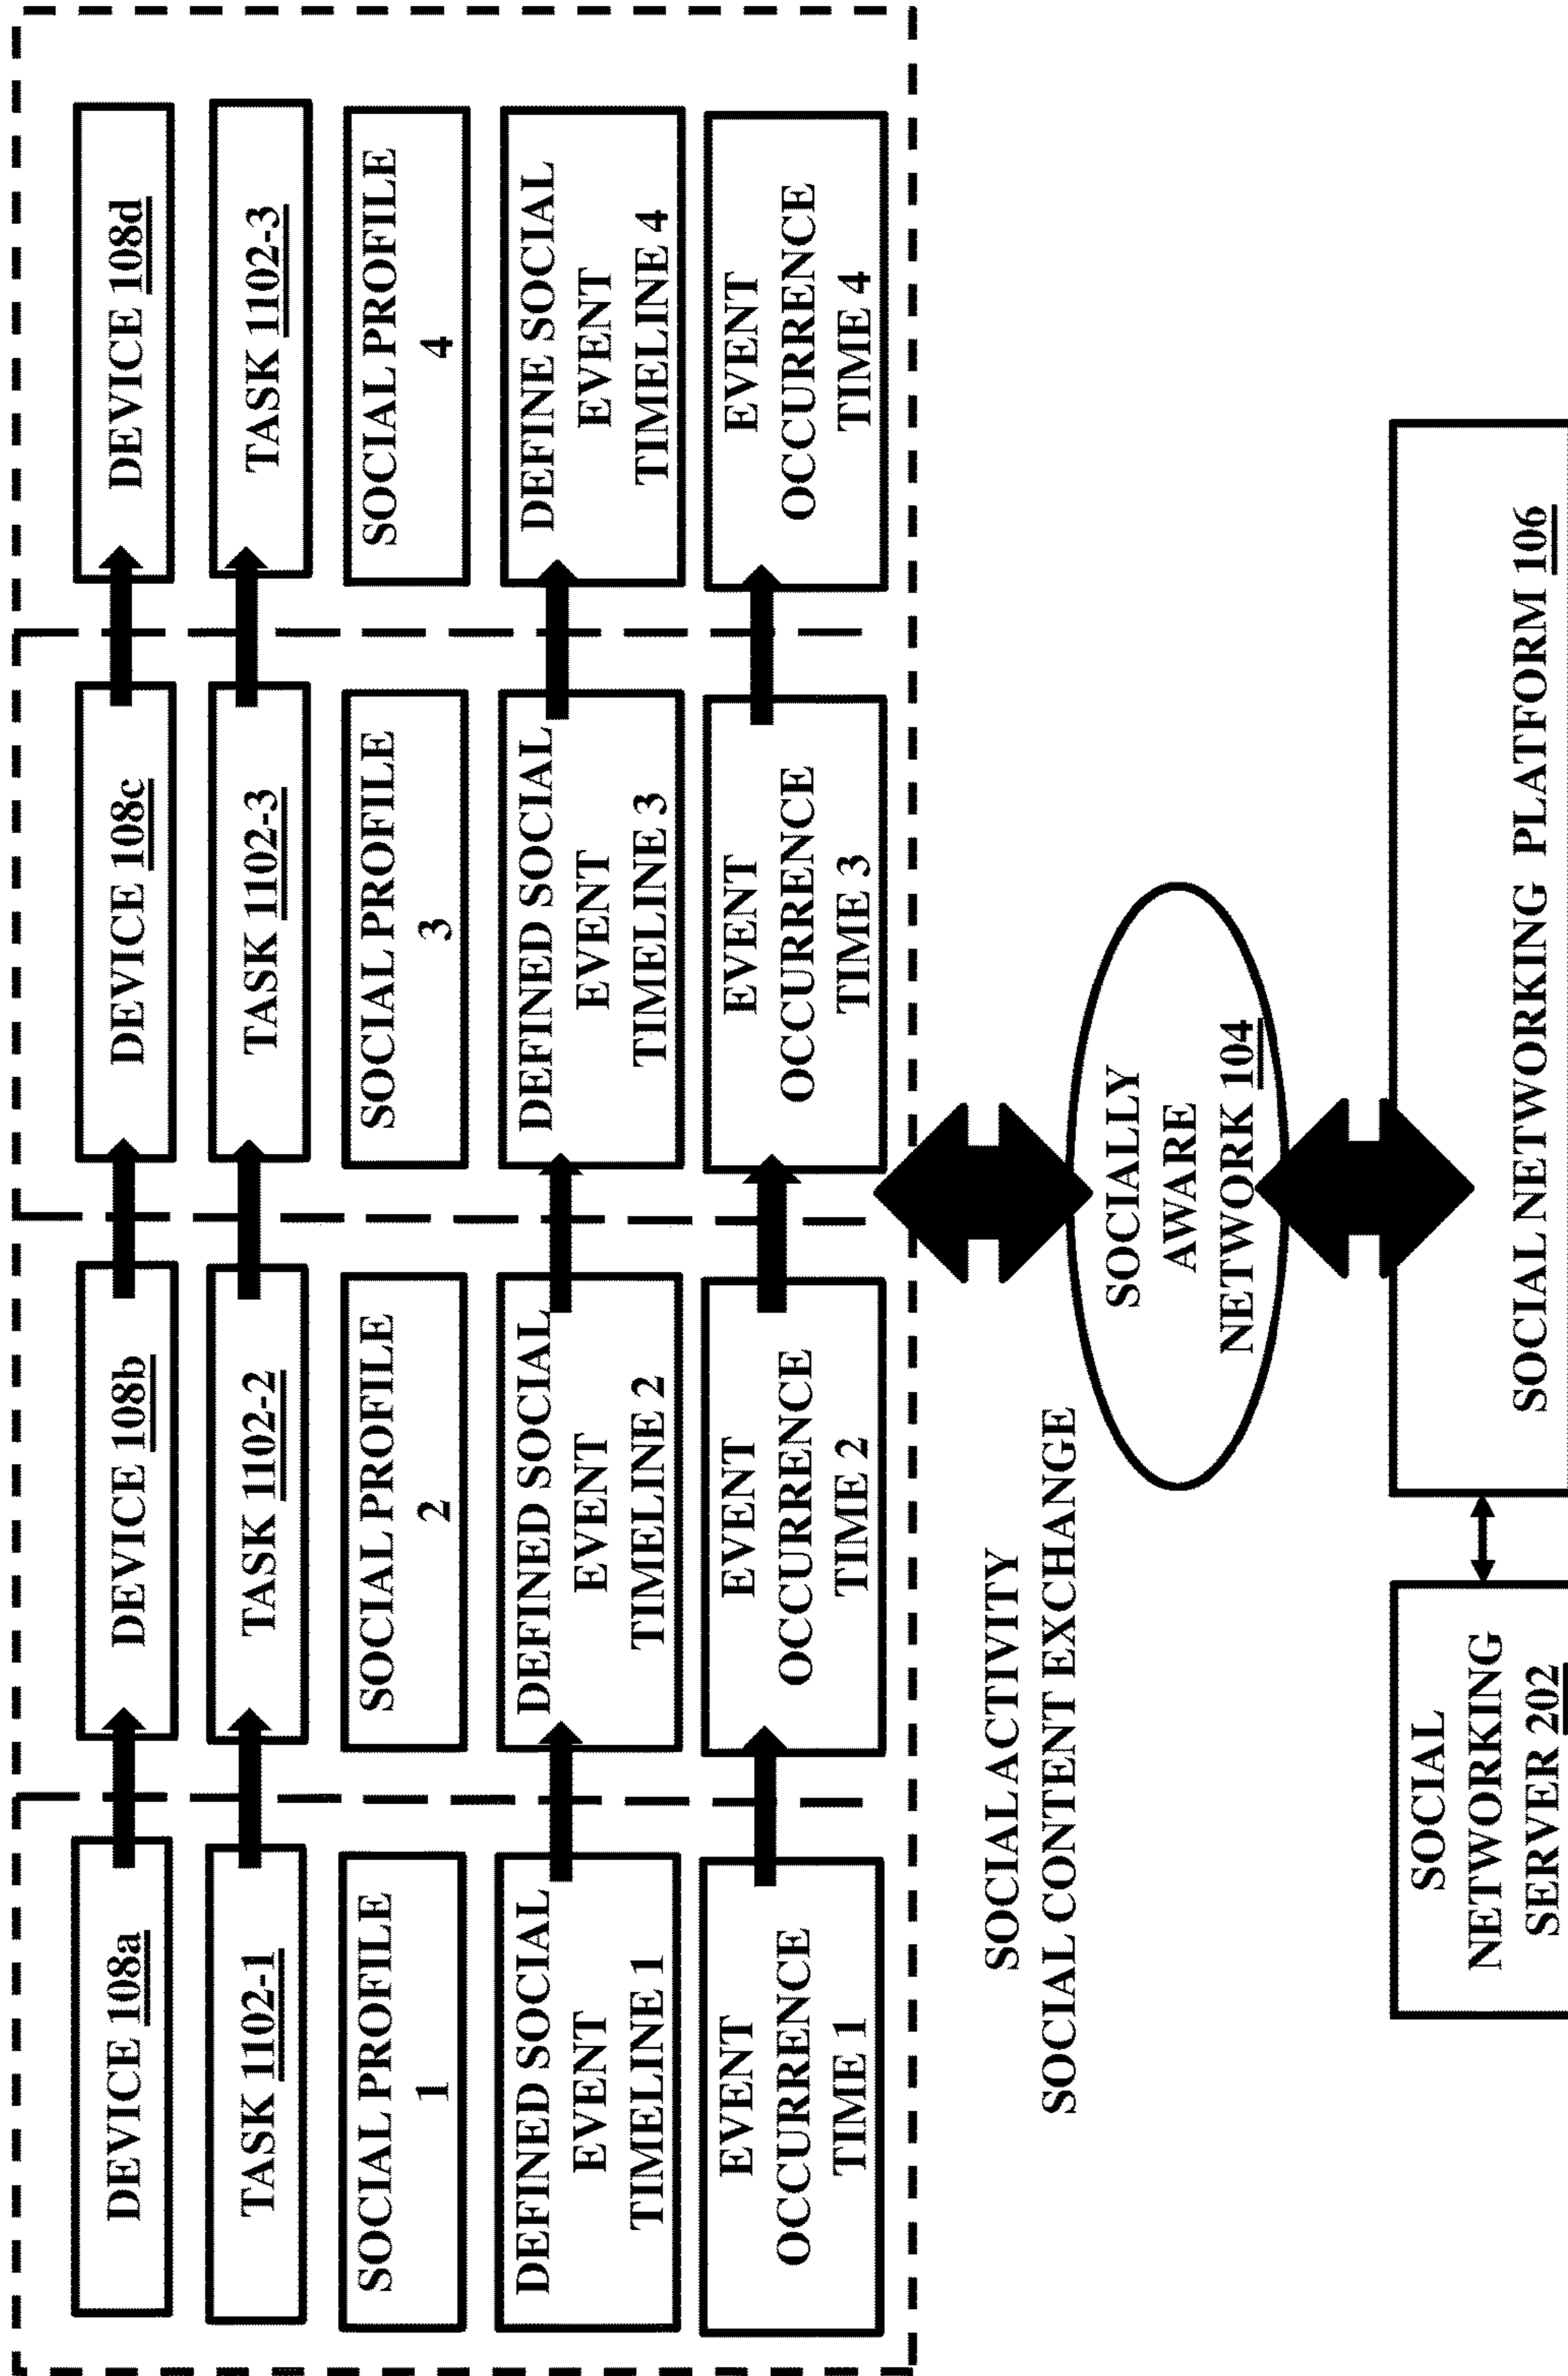 DEVICE 108a
TASK 1102-1
SOCIAL PROFILE
1
DEFINED SOCIAL
EVENT
TIMELINE 1
EVENT
OCCURRENCE
TIME 1
DEVICE 108b
TASK 1102-2
SOCIAL PROFILE
2
DEFINED SOCIAL
EVENT
TIMELINE 2
EVENT
OCCURRENCE
TIME 2
DEVICE 108c
TASK 1102-3
SOCIAL PROFILE
3
DEFINED SOCIAL
EVENT
TIMELINE 3
EVENT
OCCURRENCE
TIME 3
DEVICE 108d
TASK 1102-3
SOCIAL PROFILE
4
DEFINE SOCIAL
EVENT
TIMELINE 4
EVENT
OCCURRENCE
TIME 4
SOCIAL ACTIVITY
SOCIAL CONTENT EXCHANGE
SOCIALLY
AWARE
NETWORK 104
SOCIAL
NETWORKING
SERVER 202
SOCIAL NETWORKING PLATFORM 106